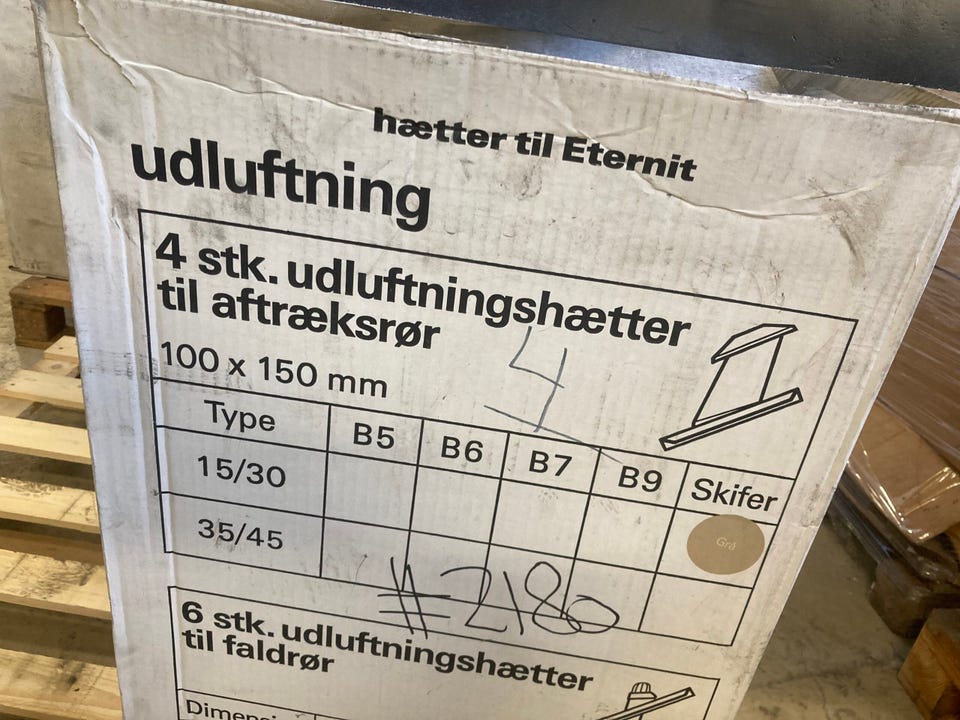 hætter til Eternit
udluftning
4 stk. udluftningshætter
til aftræksrør
100 x 150 mm
4
Type B5 B6 B7 B9 Skifer
15/30
Grå
35/45
#2180
6 stk. udluftningshætter
til faldrør